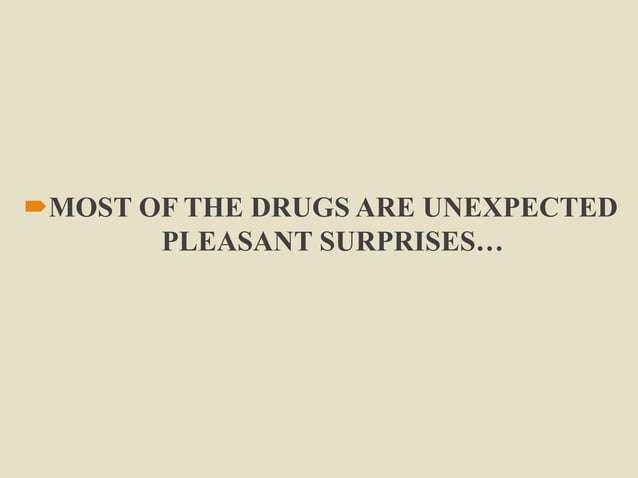 MOST OF THE DRUGS ARE UNEXPECTED
PLEASANT SURPRISES…